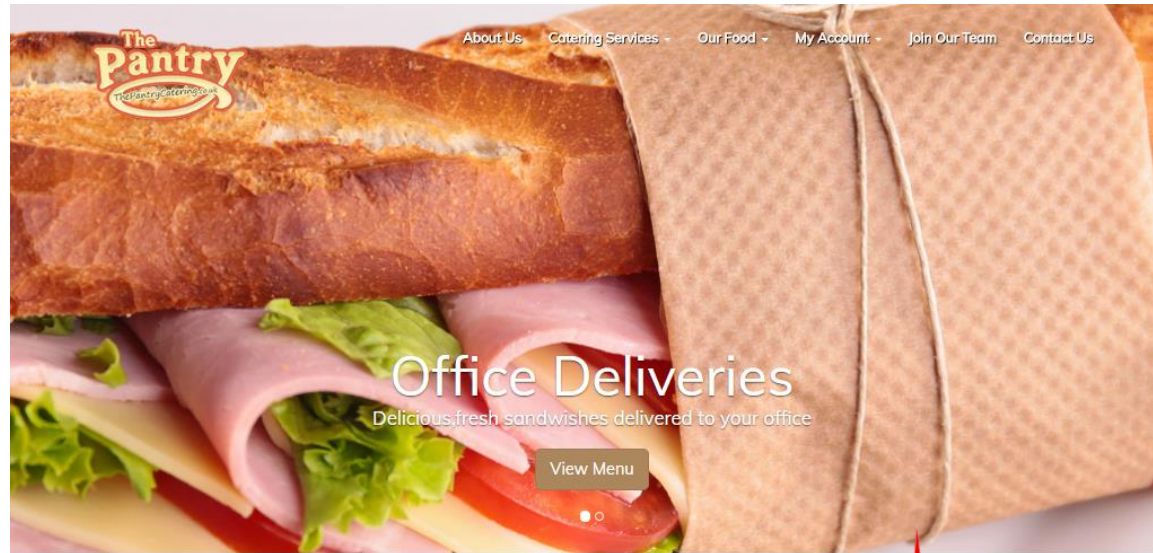 The
Pantry
ThePantryCatering.co.uk
About Us Catering Services Our Food My Account Join Our Team Contact Us
Office Deliveries
Delicious,fresh sandwishes delivered to your office
View Menu